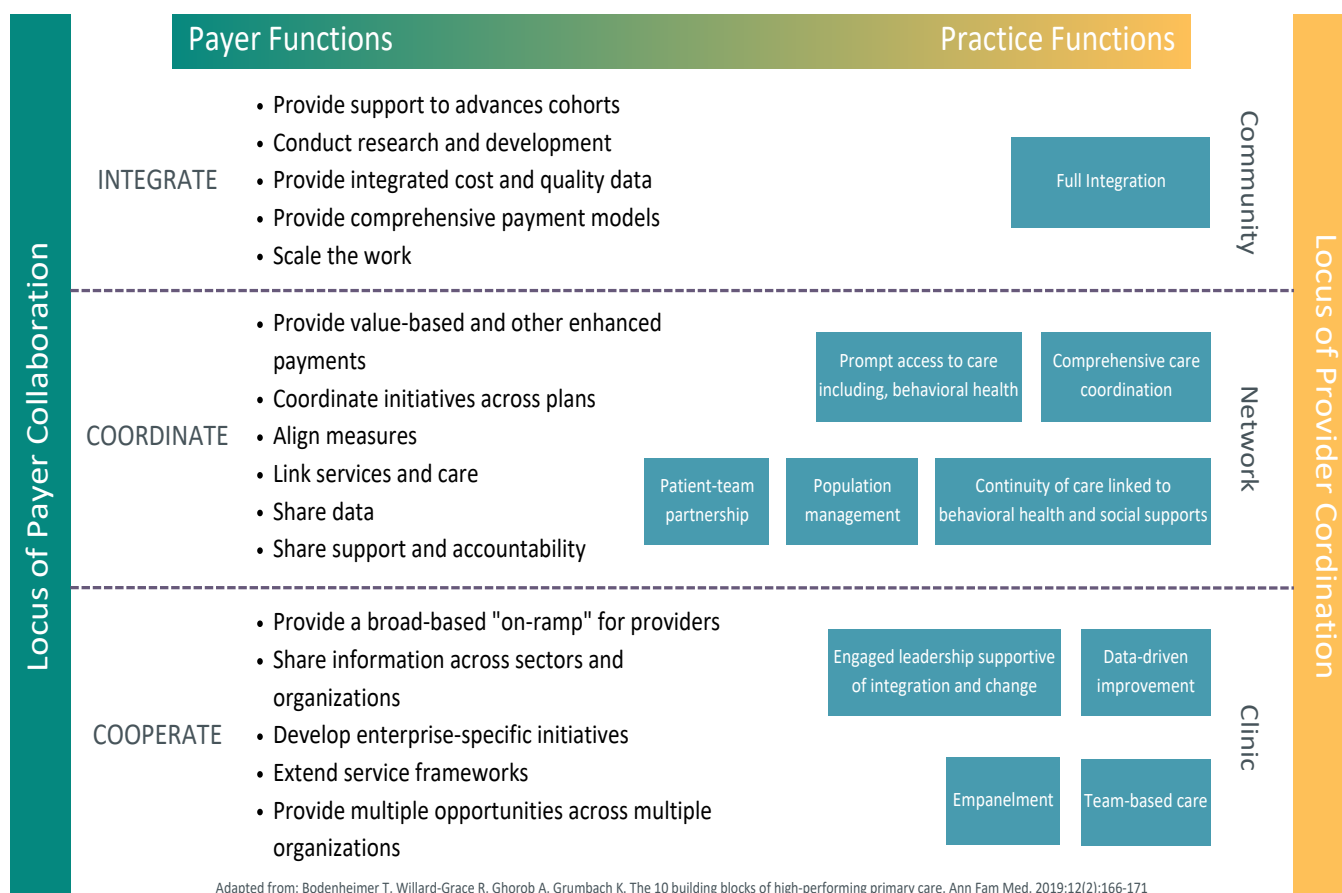 Payer Functions
Practice Functions
Locus of Payer Collaboration
INTEGRATE
• Provide support to advances cohorts
• Conduct research and development
• Provide integrated cost and quality data
• Provide comprehensive payment models
• Scale the work
Full Integration
Community
COORDINATE
• Provide value-based and other enhanced
payments
• Coordinate initiatives across plans
• Align measures
• Link services and care
• Share data
• Share support and accountability
Prompt access to care
including, behavioral health
Comprehensive care
coordination
Patient-team
partnership
Population
management
Continuity of care linked to
behavioral health and social supports
Network
COOPERATE
• Provide a broad-based "on-ramp" for providers
• Share information across sectors and
organizations
• Develop enterprise-specific initiatives
• Extend service frameworks
• Provide multiple opportunities across multiple
organizations
Engaged leadership supportive
of integration and change
Data-driven
improvement
Empanelment
Team-based care
Clinic
Locus of Provider Cordination
Adapted from: Bodenheimer T, Willard-Grace R, Ghorob A, Grumbach K. The 10 building blocks of high-performing primary care. Ann Fam Med. 2019;12(2):166-171